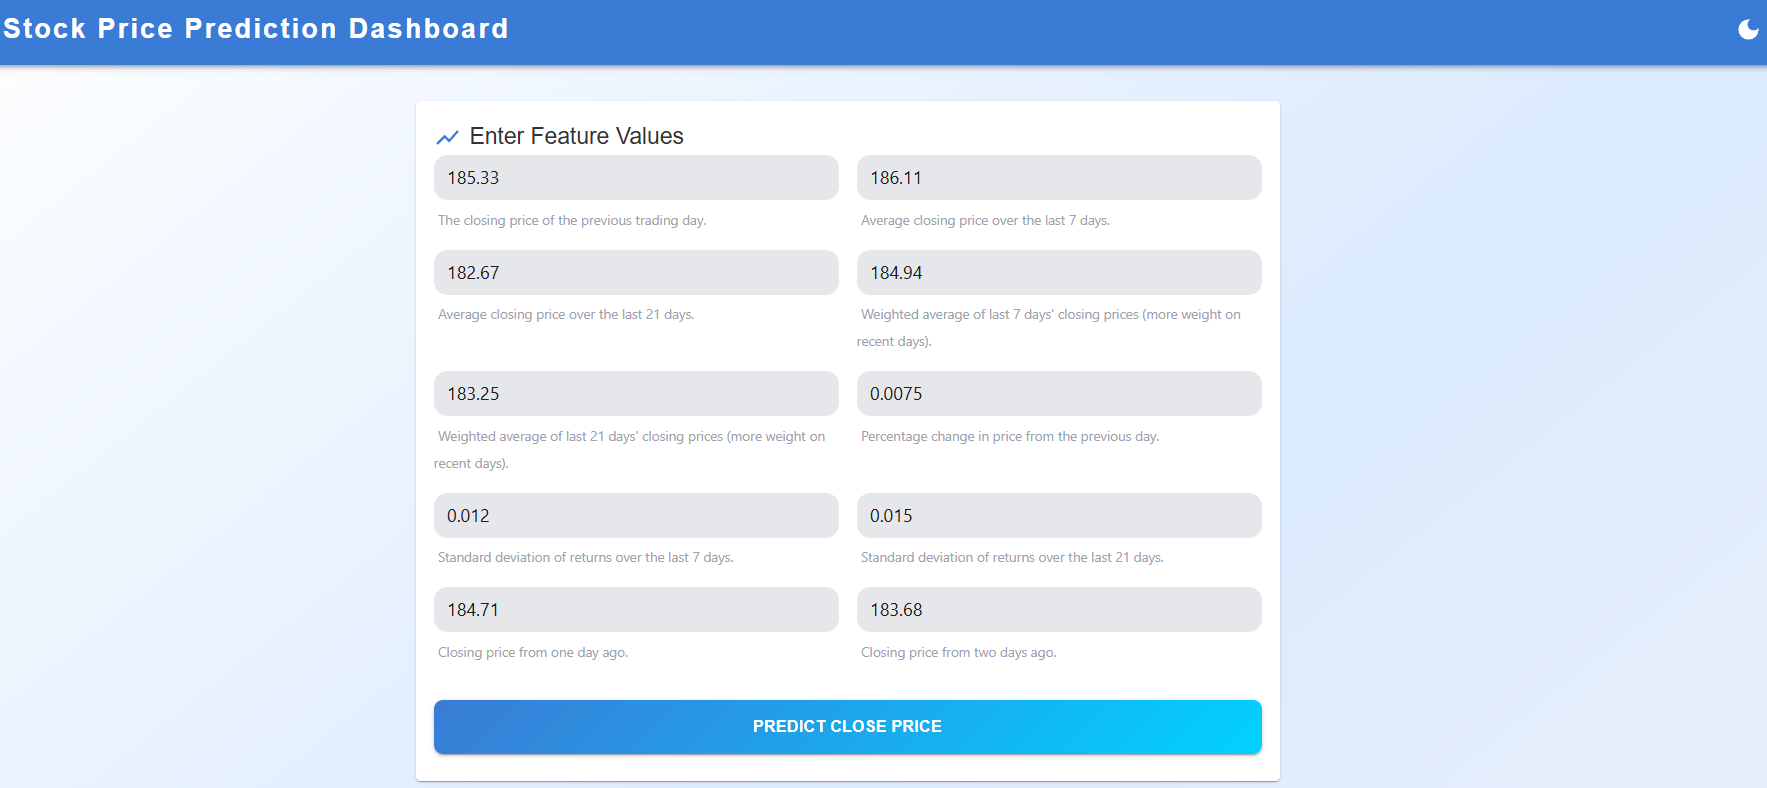 Stock Price Prediction Dashboard
Enter Feature Values
185.33
The closing price of the previous trading day.
186.11
Average closing price over the last 7 days.
182.67
Average closing price over the last 21 days.
184.94
Weighted average of last 7 days' closing prices (more weight on
recent days).
183.25
Weighted average of last 21 days' closing prices (more weight on
recent days).
0.0075
Percentage change in price from the previous day.
0.012
Standard deviation of returns over the last 7 days.
0.015
Standard deviation of returns over the last 21 days.
184.71
Closing price from one day ago.
183.68
Closing price from two days ago.
PREDICT CLOSE PRICE